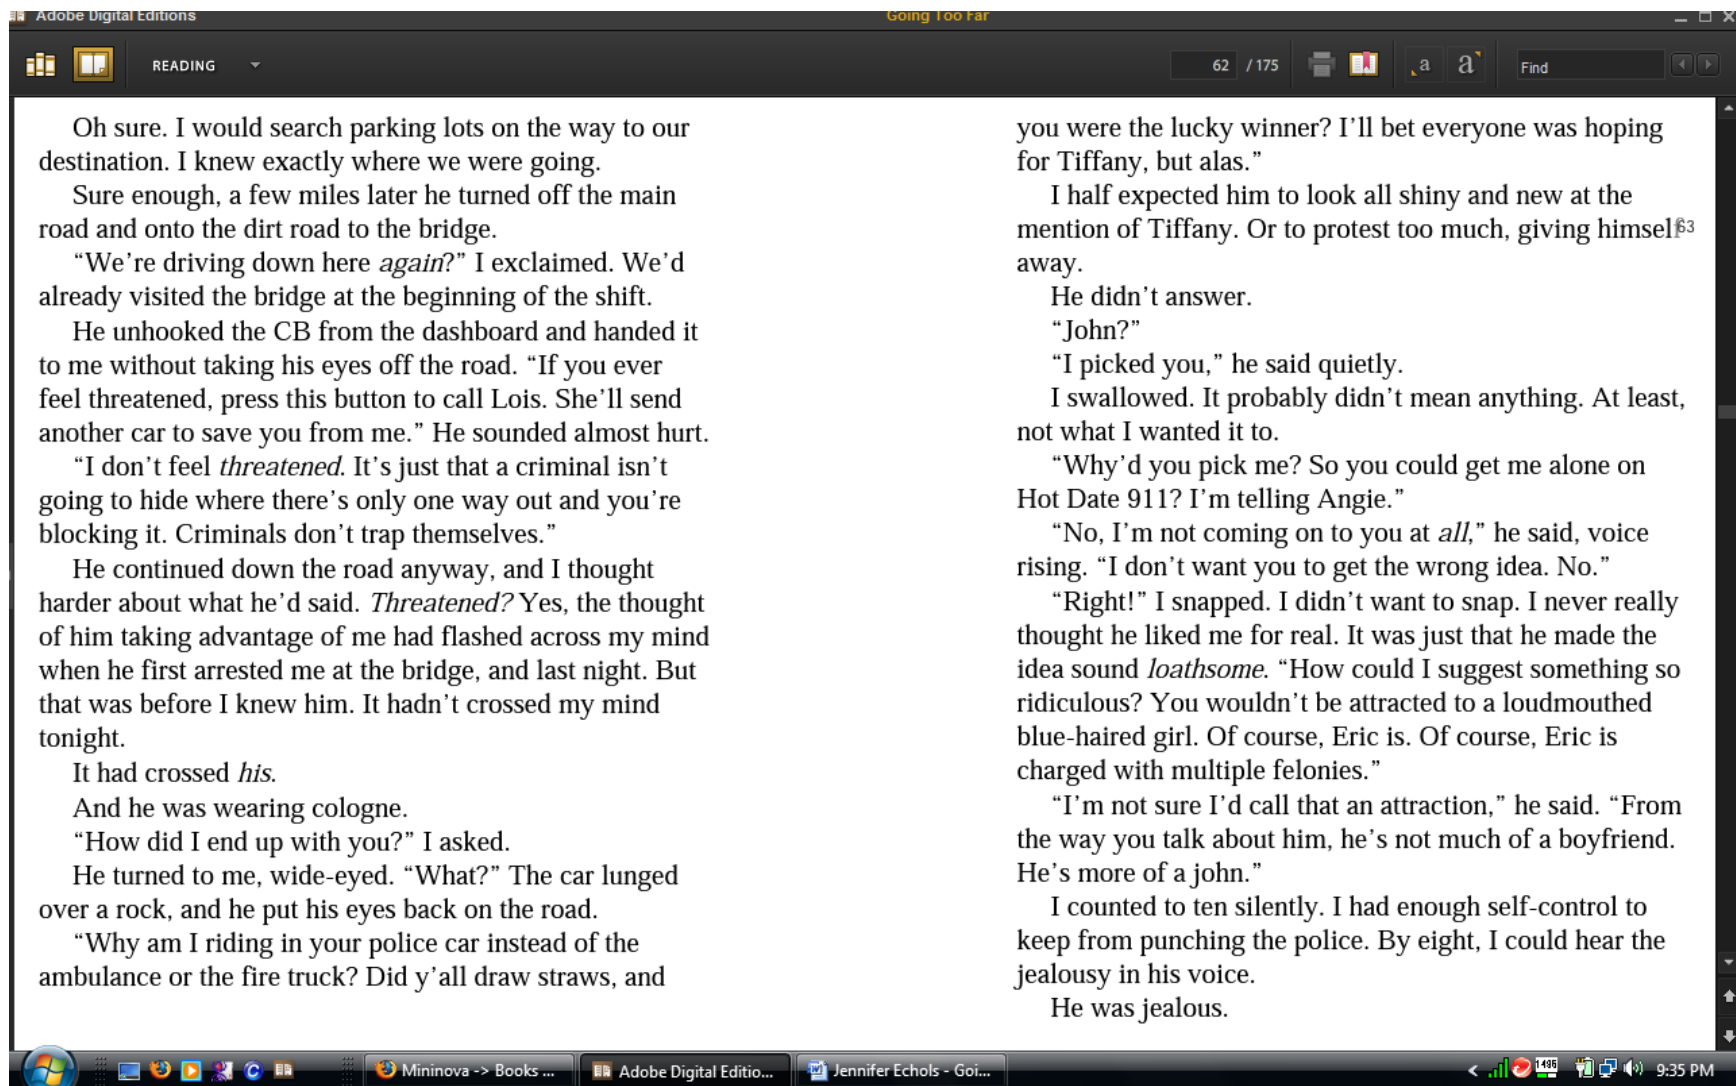 Adobe Digital Editions
Going Too Far
READING
62 / 175
a
a
Find
Oh sure. I would search parking lots on the way to our
destination. I knew exactly where we were going.
Sure enough, a few miles later he turned off the main
road and onto the dirt road to the bridge.
“We’re driving down here again?” I exclaimed. We’d
already visited the bridge at the beginning of the shift.
He unhooked the CB from the dashboard and handed it
to me without taking his eyes off the road. “If you ever
feel threatened, press this button to call Lois. She’ll send
another car to save you from me.” He sounded almost hurt.
“I don’t feel threatened. It’s just that a criminal isn’t
going to hide where there’s only one way out and you’re
blocking it. Criminals don’t trap themselves.”
He continued down the road anyway, and I thought
harder about what he’d said. Threatened? Yes, the thought
of him taking advantage of me had flashed across my mind
when he first arrested me at the bridge, and last night. But
that was before I knew him. It hadn’t crossed my mind
tonight.
It had crossed his.
And he was wearing cologne.
“How did I end up with you?” I asked.
He turned to me, wide-eyed. “What?” The car lunged
over a rock, and he put his eyes back on the road.
“Why am I riding in your police car instead of the
ambulance or the fire truck? Did y’all draw straws, and
you were the lucky winner? I’ll bet everyone was hoping
for Tiffany, but alas.”
I half expected him to look all shiny and new at the
mention of Tiffany. Or to protest too much, giving himself 63
away.
He didn’t answer.
“John?”
“I picked you,” he said quietly.
I swallowed. It probably didn’t mean anything. At least,
not what I wanted it to.
“Why’d you pick me? So you could get me alone on
Hot Date 911? I’m telling Angie.”
“No, I’m not coming on to you at all,” he said, voice
rising. “I don’t want you to get the wrong idea. No.”
“Right!” I snapped. I didn’t want to snap. I never really
thought he liked me for real. It was just that he made the
idea sound loathsome. “How could I suggest something so
ridiculous? You wouldn’t be attracted to a loudmouthed
blue-haired girl. Of course, Eric is. Of course, Eric is
charged with multiple felonies.”
“I’m not sure I’d call that an attraction,” he said. “From
the way you talk about him, he’s not much of a boyfriend.
He’s more of a john.”
I counted to ten silently. I had enough self-control to
keep from punching the police. By eight, I could hear the
jealousy in his voice.
He was jealous.
Mininova -> Books ...
Adobe Digital Editio...
Jennifer Echols - Goi...
9:35 PM